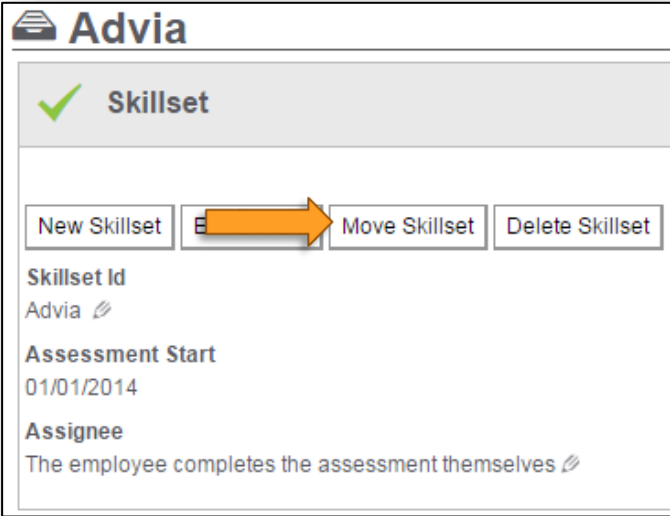 Advia
Skillset
New Skillset Move Skillset Delete Skillset
Skillset Id
Advia
Assessment Start
01/01/2014
Assignee
The employee completes the assessment themselves